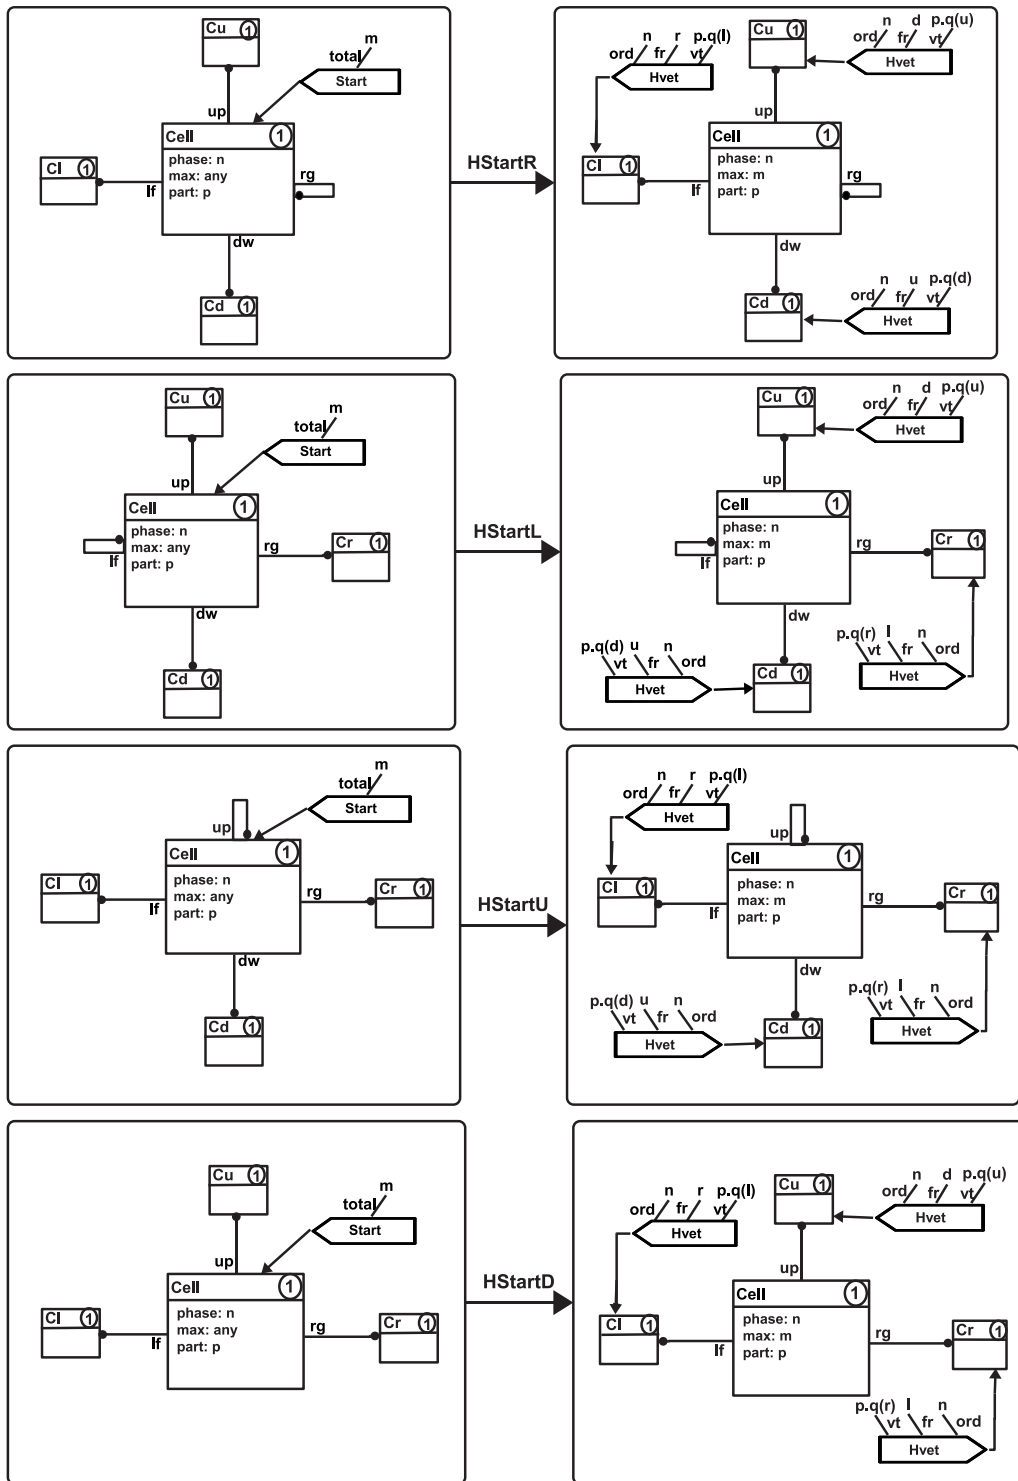 Cu 1
total m
Start
up
Cell 1
phase: n
max: any
part: p
Cl 1
lf
rg
dw
Cd 1
HStartR
n r p.q(l)
ord fr vt
Hvet
Cu 1
n d p.q(u)
ord fr vt
Hvet
up
Cell 1
phase: n
max: m
part: p
Cl 1
lf
rg
dw
Cd 1
n u p.q(d)
ord fr vt
Hvet
Cu 1
total m
Start
up
Cell 1
phase: n
max: any
part: p
lf
rg
Cr 1
dw
Cd 1
HStartL
Cu 1
n d p.q(u)
ord fr vt
Hvet
up
Cell 1
phase: n
max: m
part: p
lf
rg
Cr 1
dw
p.q(d) u n
vt fr ord
Hvet
Cd 1
p.q(r) l n
vt fr ord
Hvet
total m
Start
up
Cell 1
phase: n
max: any
part: p
Cl 1
lf
rg
Cr 1
dw
Cd 1
HStartU
n r p.q(l)
ord fr vt
Hvet
up
Cell 1
phase: n
max: m
part: p
Cl 1
lf
rg
Cr 1
dw
p.q(d) u n
vt fr ord
Hvet
Cd 1
p.q(r) l n
vt fr ord
Hvet
Cu 1
total m
Start
up
Cell 1
phase: n
max: any
part: p
Cl 1
lf
rg
Cr 1
HStartD
n r p.q(l)
ord fr vt
Hvet
Cu 1
n d p.q(u)
ord fr vt
Hvet
up
Cell 1
phase: n
max: m
part: p
Cl 1
lf
rg
Cr 1
p.q(r) l n
vt fr ord
Hvet